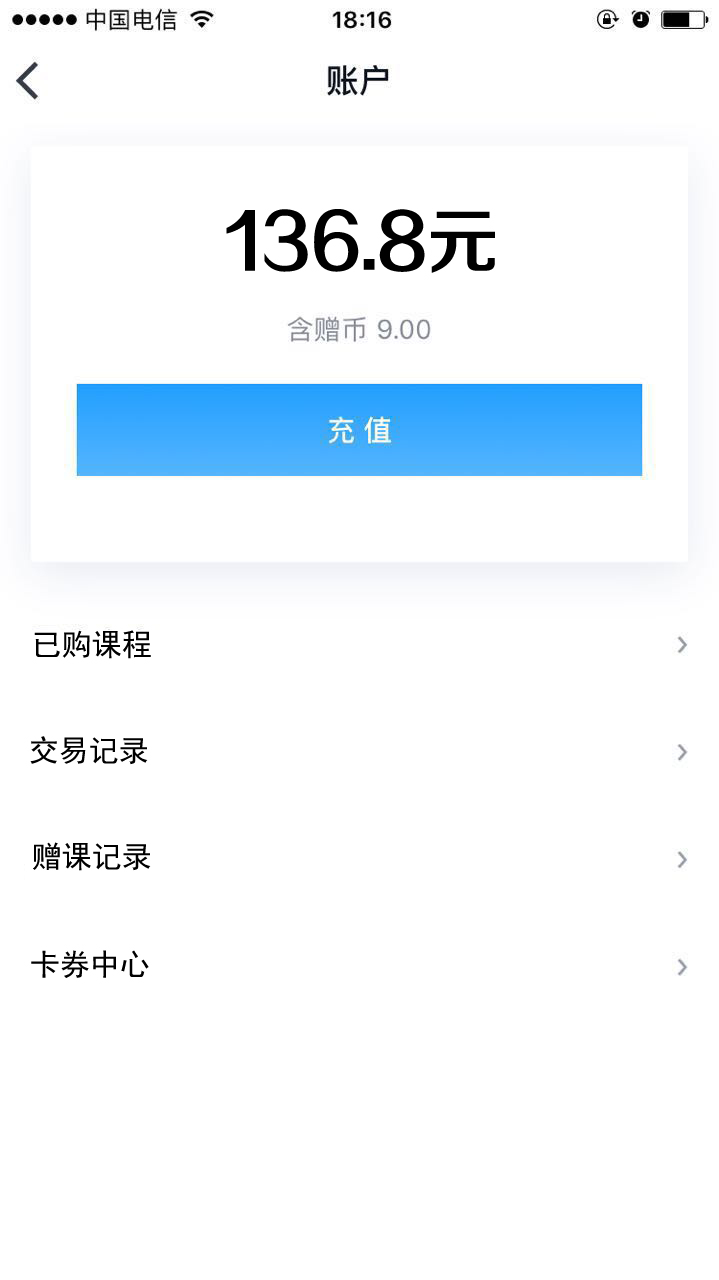 中国电信 18:16
账户
136.8元
含赠币 9.00
充值
已购课程
交易记录
赠课记录
卡券中心